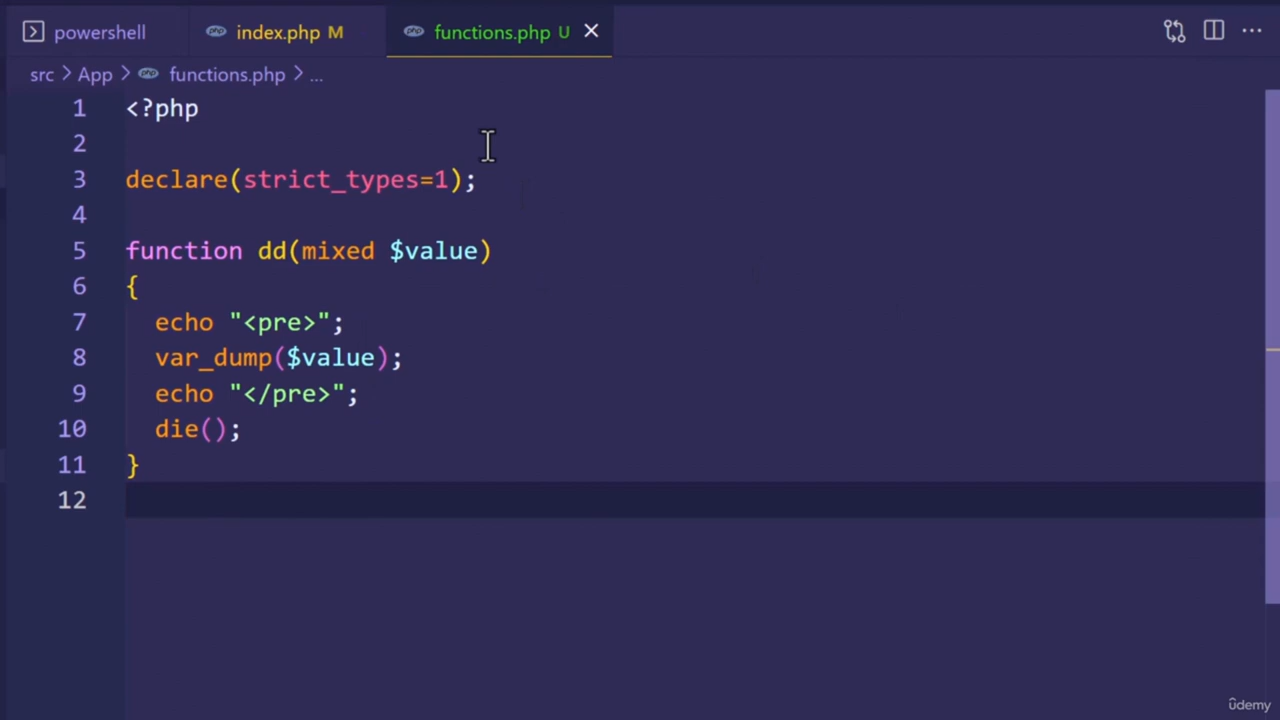 powershell index.php M functions.php U
src > App > functions.php > ...
1 <?php
2
3 declare(strict_types=1);
4
5 function dd(mixed $value)
6 {
7   echo "<pre>";
8   var_dump($value);
9   echo "</pre>";
10   die();
11 }
12
ûdemy